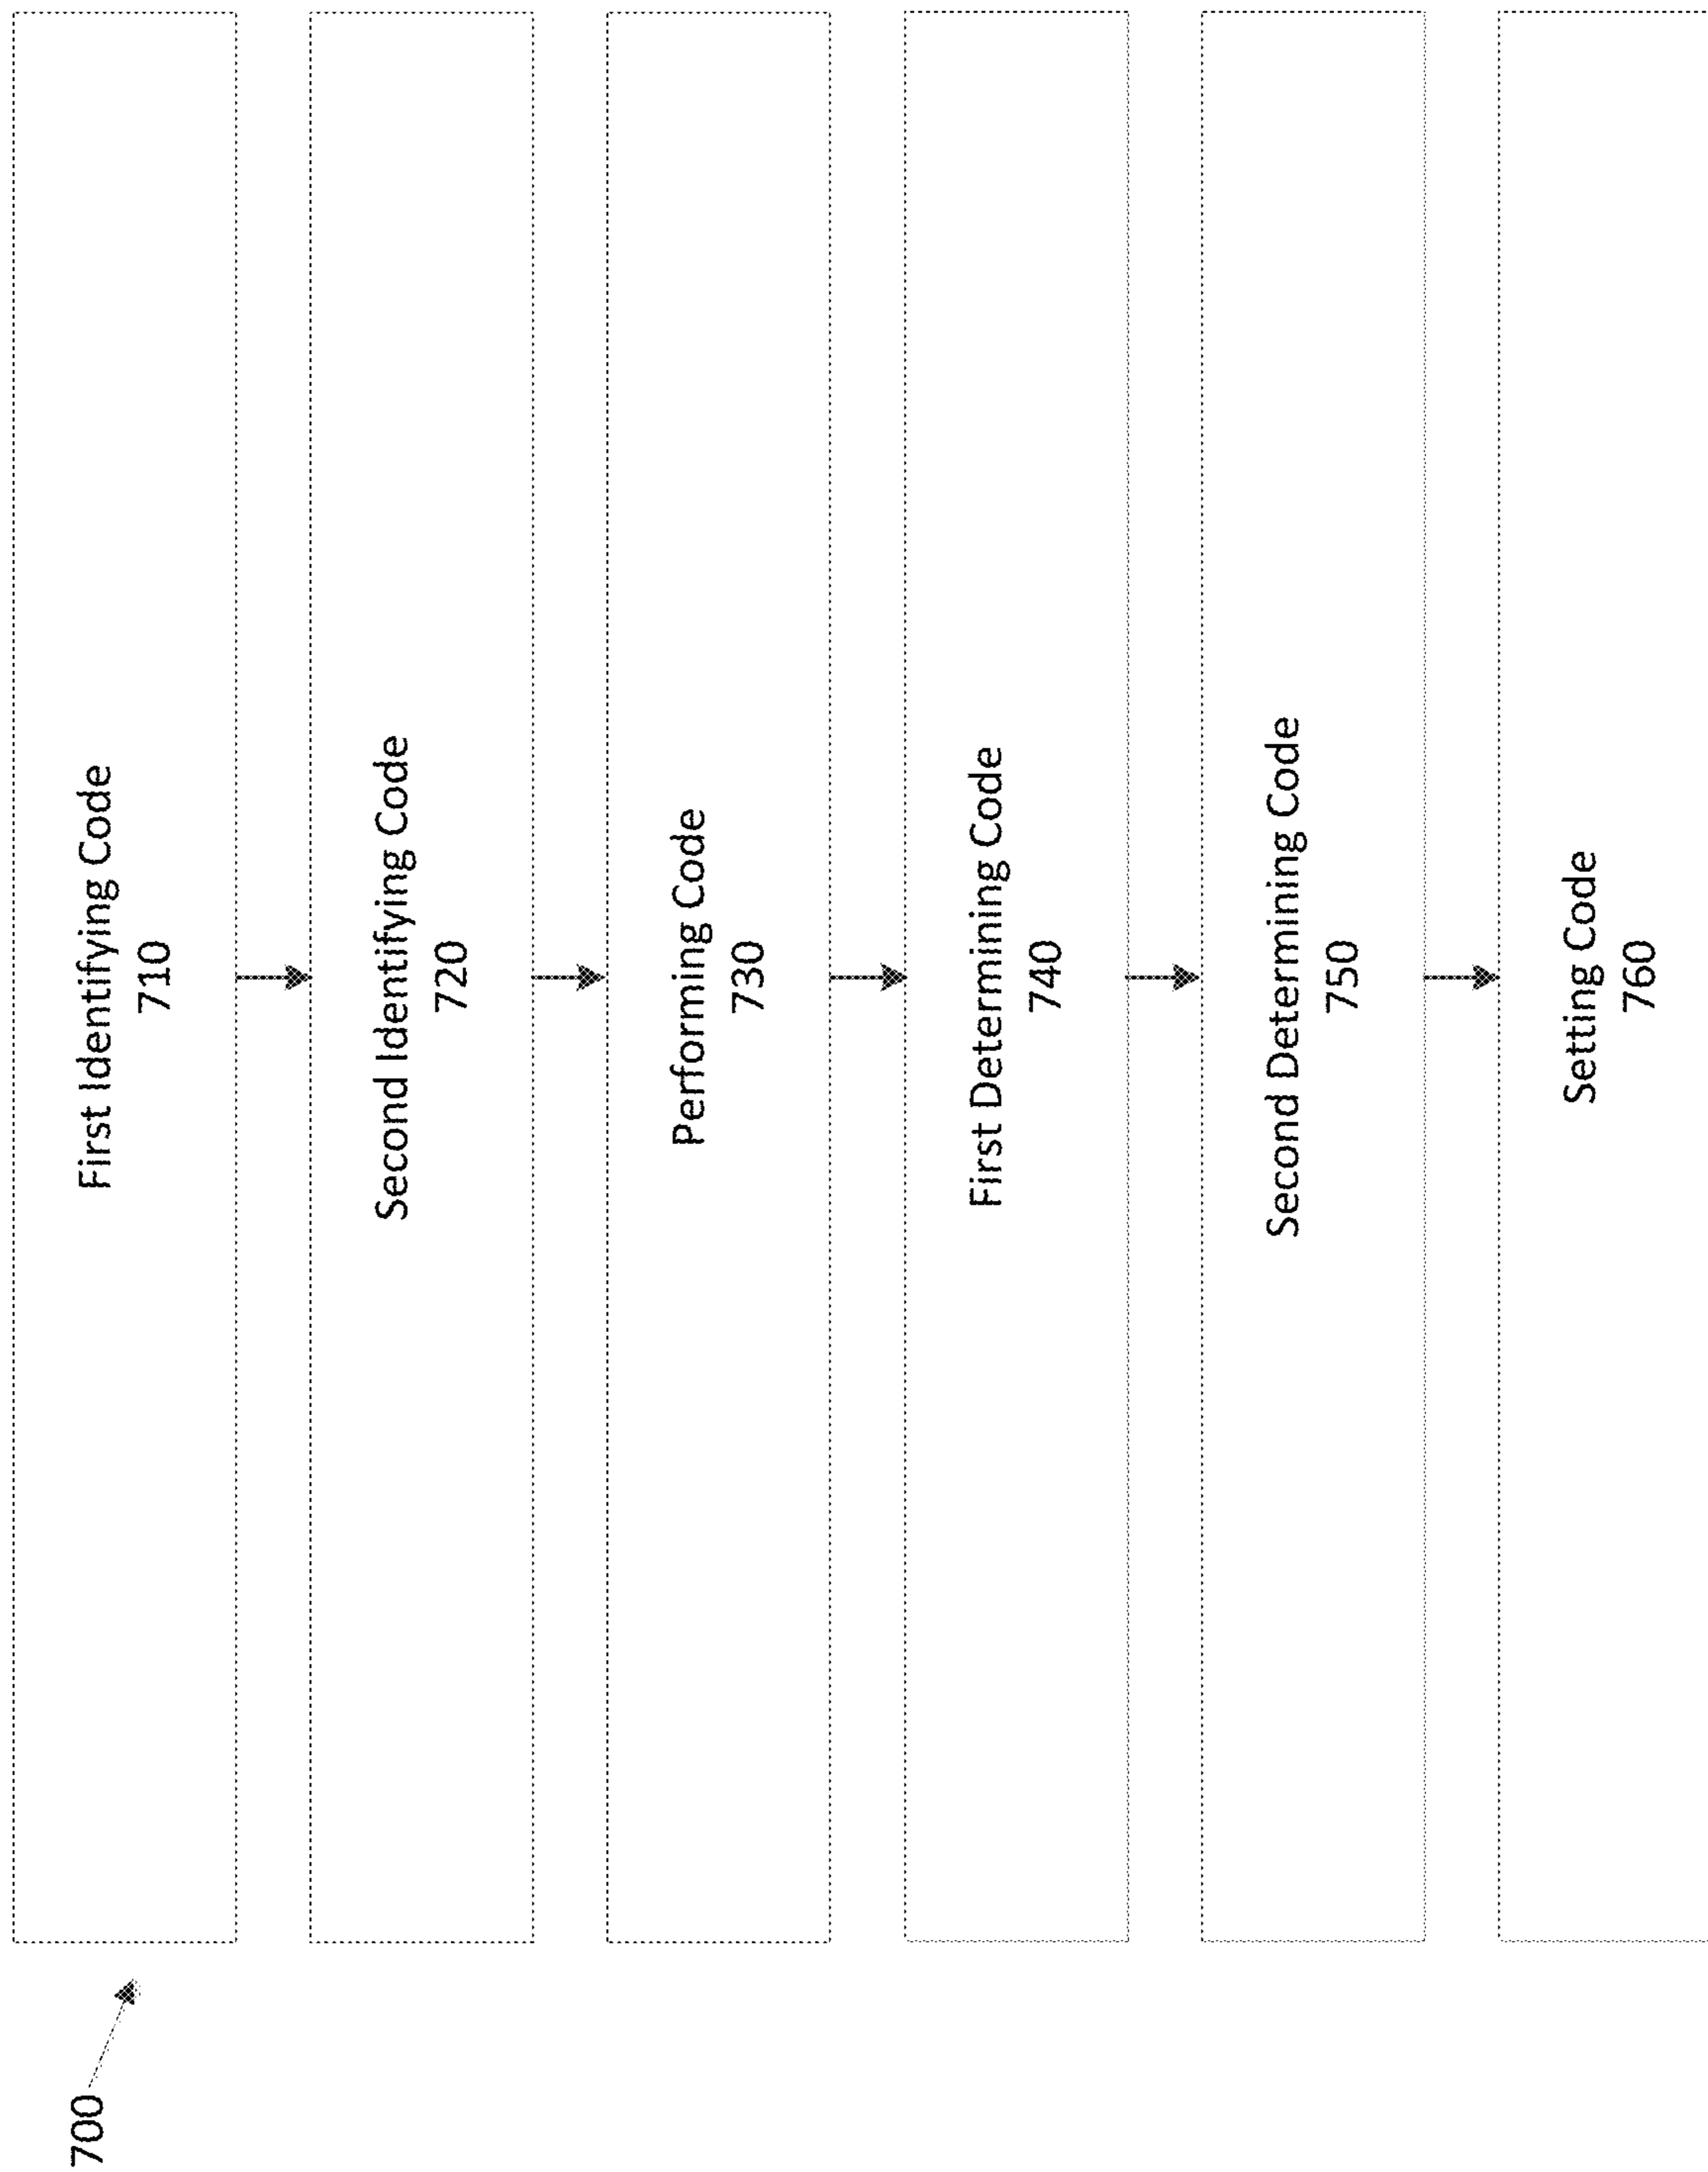 700
First Identifying Code
710
Second Identifying Code
720
Performing Code
730
First Determining Code
740
Second Determining Code
750
Setting Code
760